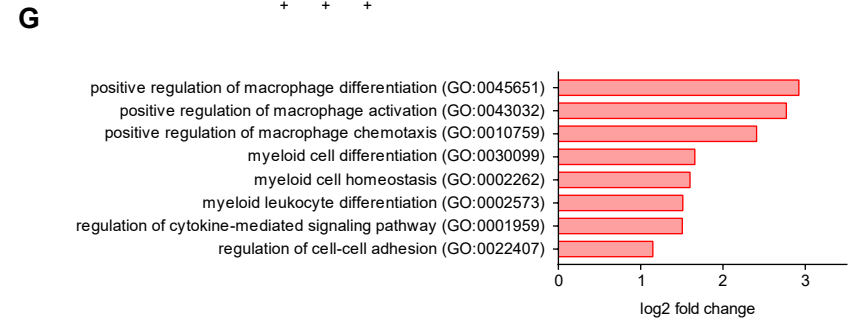 + + +
G
positive regulation of macrophage differentiation (GO:0045651)
positive regulation of macrophage activation (GO:0043032)
positive regulation of macrophage chemotaxis (GO:0010759)
myeloid cell differentiation (GO:0030099)
myeloid cell homeostasis (GO:0002262)
myeloid leukocyte differentiation (GO:0002573)
regulation of cytokine-mediated signaling pathway (GO:0001959)
regulation of cell-cell adhesion (GO:0022407)
0 1 2 3
log2 fold change